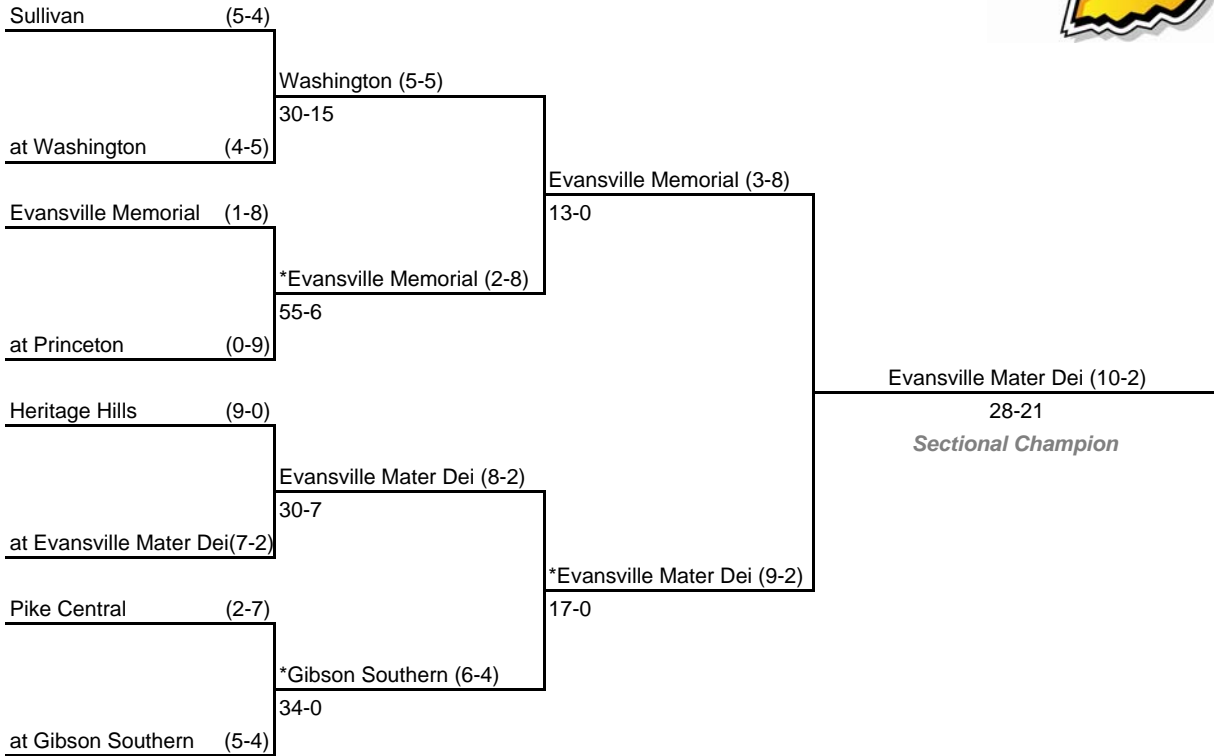 Sullivan (5-4)
Washington (5-5)
30-15
at Washington (4-5)
Evansville Memorial (3-8)
13-0
Evansville Memorial (1-8)
*Evansville Memorial (2-8)
55-6
at Princeton (0-9)
Evansville Mater Dei (10-2)
28-21
Sectional Champion
Heritage Hills (9-0)
Evansville Mater Dei (8-2)
30-7
at Evansville Mater Dei(7-2)
*Evansville Mater Dei (9-2)
17-0
Pike Central (2-7)
*Gibson Southern (6-4)
34-0
at Gibson Southern (5-4)